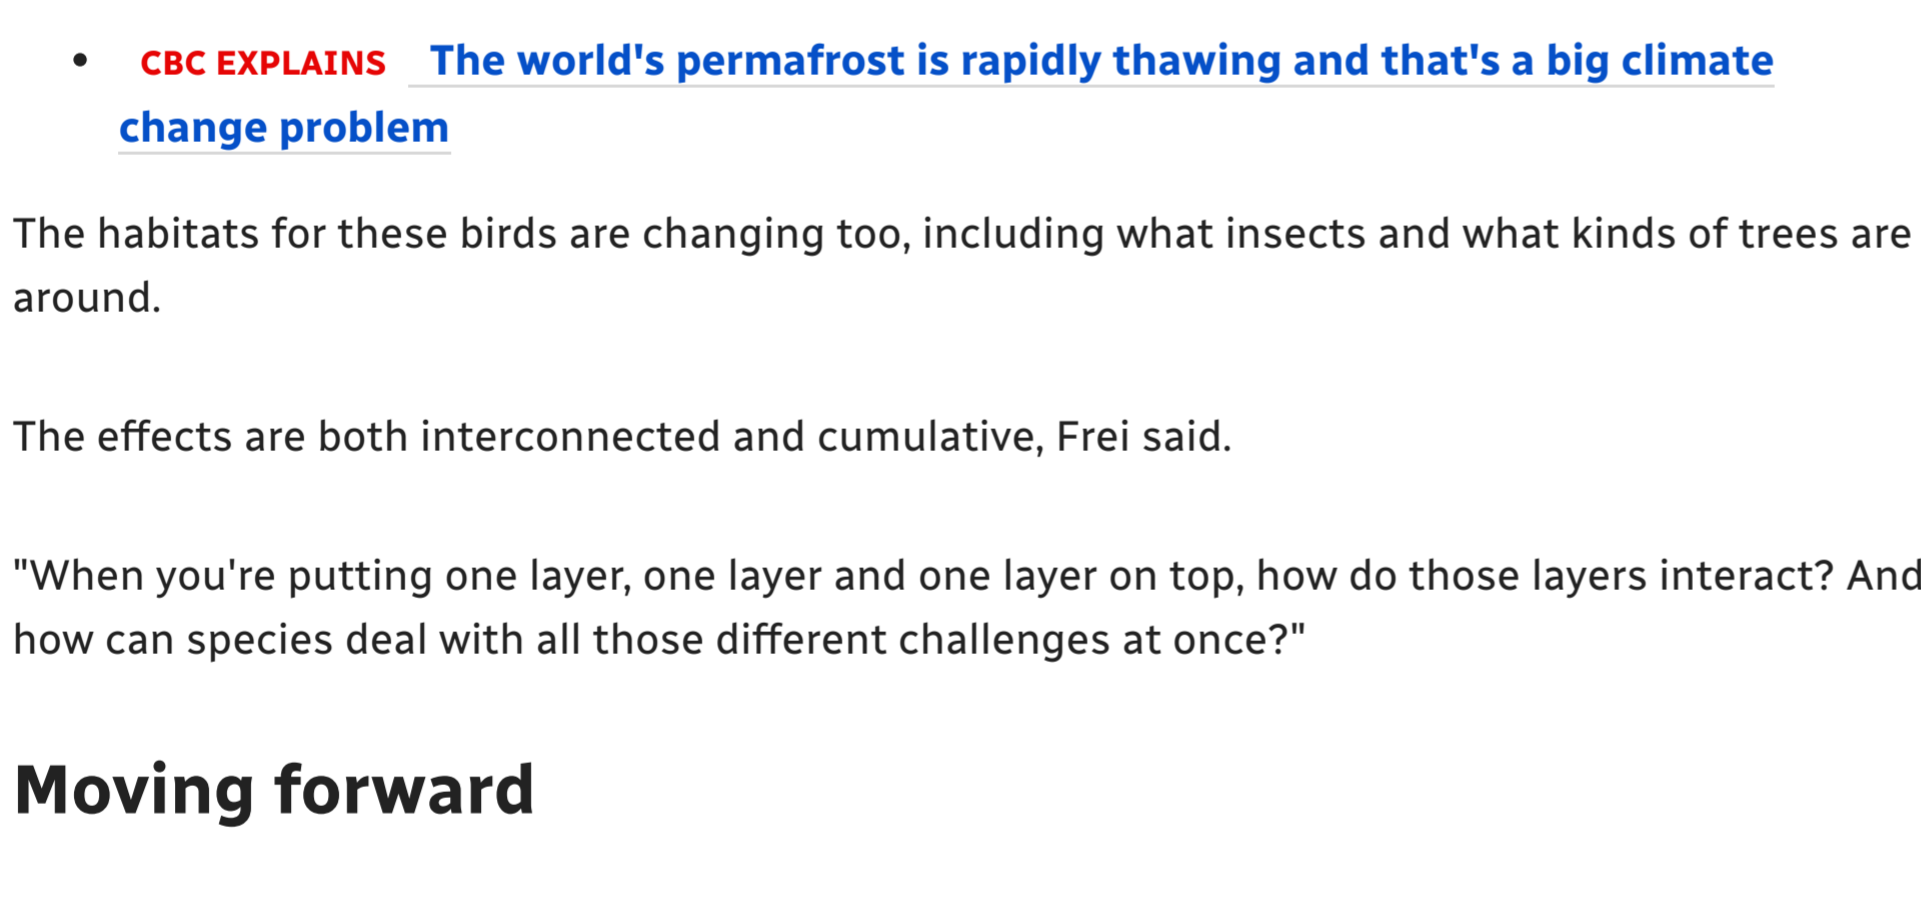 • CBC EXPLAINS The world's permafrost is rapidly thawing and that's a big climate
change problem
The habitats for these birds are changing too, including what insects and what kinds of trees are
around.
The effects are both interconnected and cumulative, Frei said.
"When you're putting one layer, one layer and one layer on top, how do those layers interact? And
how can species deal with all those different challenges at once?"
Moving forward